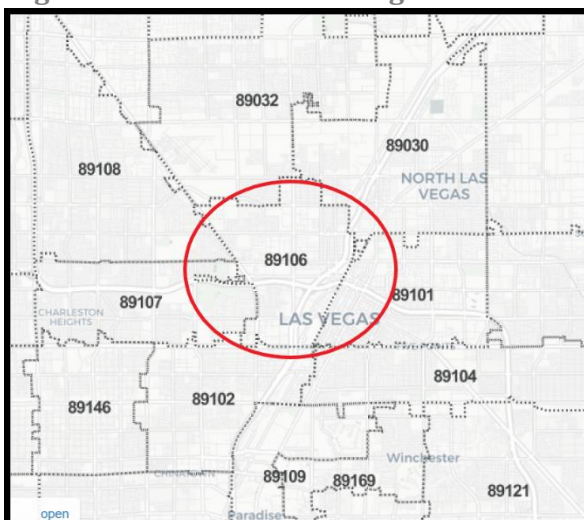 89032
89030
89108
NORTH LAS
VEGAS
89106
89107
89101
CHARLESTON
HEIGHTS
LAS VEGAS
89104
89146
89102
Winchester
CHINATOWN
89109
89169
89121
open
Paradise